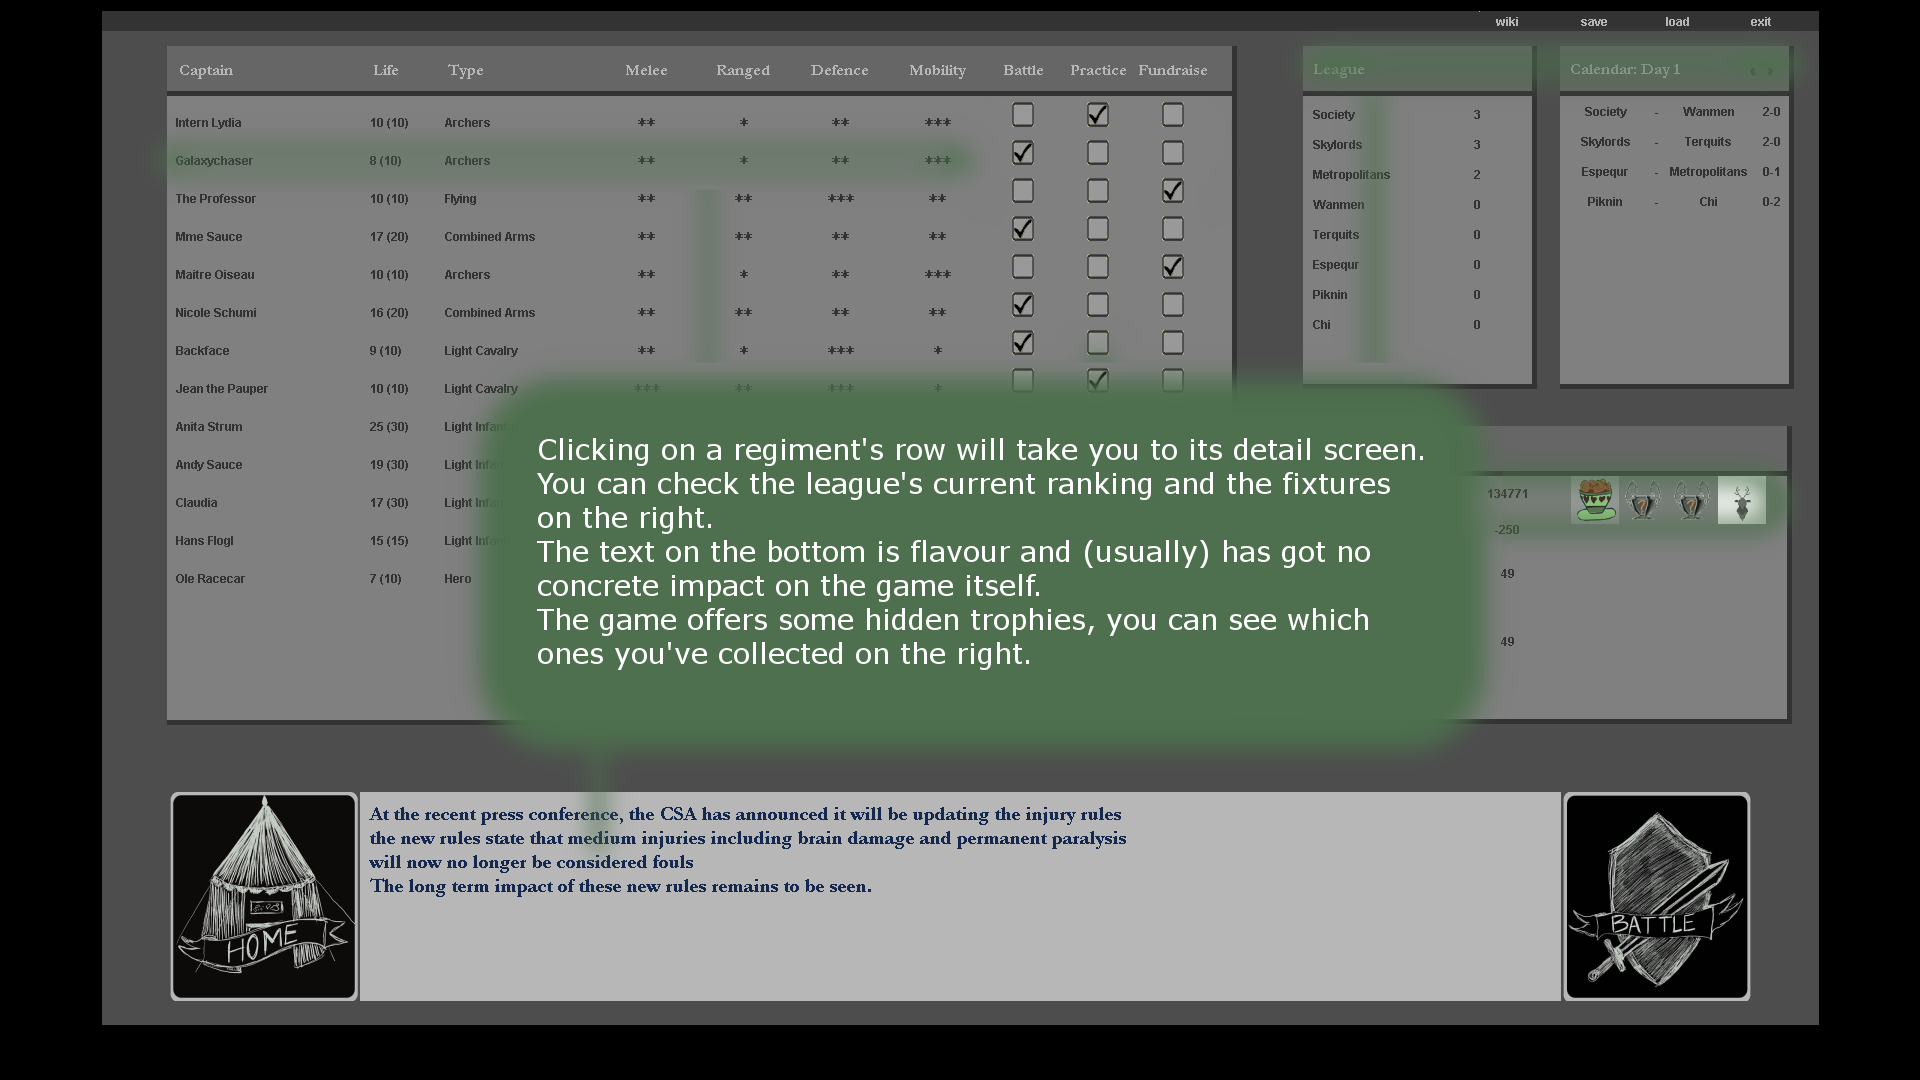 wiki save load exit
Captain Life Type Melee Ranged Defence Mobility Battle Practice Fundraise
Intern Lydia 10 (10) Archers ** * ** ***
Galaxychaser 8 (10) Archers ** * ** ***
The Professor 10 (10) Flying ** ** *** **
Mme Sauce 17 (20) Combined Arms ** ** ** **
Maitre Oiseau 10 (10) Archers ** * ** ***
Nicole Schumi 16 (20) Combined Arms ** ** ** **
Backface 9 (10) Light Cavalry ** * *** *
Jean the Pauper 10 (10) Light Cavalry *** ** *** *
Anita Strum 25 (30) Light
Andy Sauce 19 (30) Light
Claudia 17 (30) Light
Hans Flogl 15 (15) Light
Ole Racecar 7 (10) Hero
League
Society 3
Skylords 3
Metropolitans 2
Wanmen 0
Terquits 0
Espequr 0
Piknin 0
Chi 0
Calendar: Day 1
Society - Wanmen 2-0
Skylords - Terquits 2-0
Espequr - Metropolitans 0-1
Piknin - Chi 0-2
134771
-250
49
49
Clicking on a regiment's row will take you to its detail screen.
You can check the league's current ranking and the fixtures
on the right.
The text on the bottom is flavour and (usually) has got no
concrete impact on the game itself.
The game offers some hidden trophies, you can see which
ones you've collected on the right.
HOME
At the recent press conference, the CSA has announced it will be updating the injury rules
the new rules state that medium injuries including brain damage and permanent paralysis
will now no longer be considered fouls
The long term impact of these new rules remains to be seen.
BATTLE